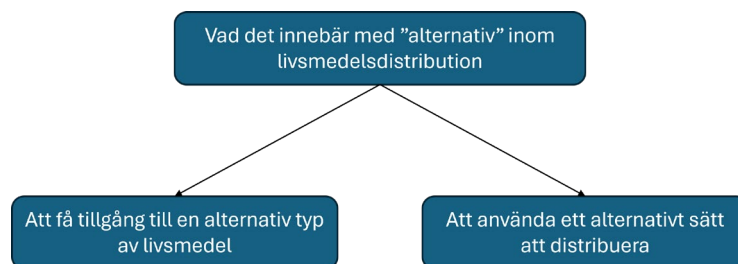 Vad det innebär med ”alternativ” inom
livsmedelsdistribution
Att få tillgång till en alternativ typ
av livsmedel
Att använda ett alternativt sätt
att distribuera